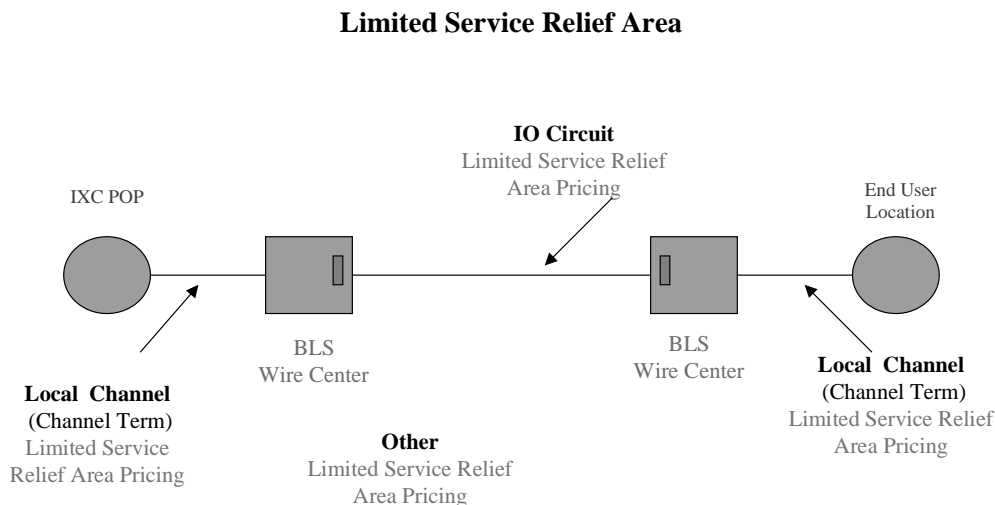 Limited Service Relief Area
IO Circuit
Limited Service Relief
Area Pricing
IXC POP
End User
Location
BLS
Wire Center
BLS
Wire Center
Local Channel
(Channel Term)
Limited Service
Relief Area Pricing
Local Channel
(Channel Term)
Limited Service Relief
Area Pricing
Other
Limited Service Relief
Area Pricing